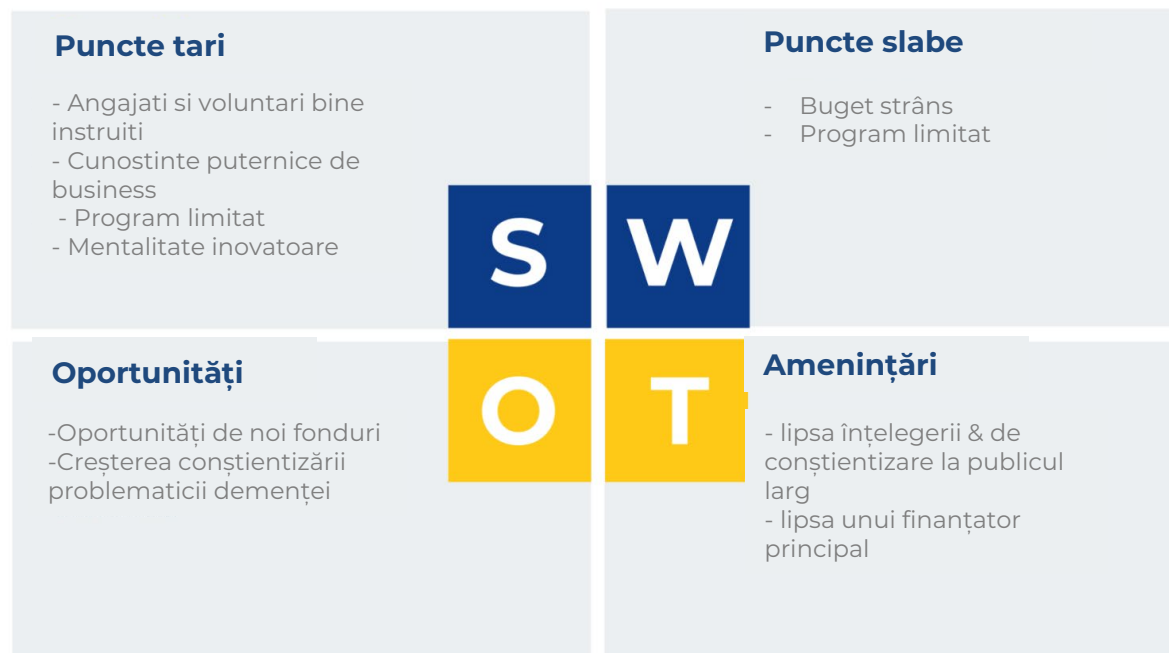 Puncte tari
- Angajati si voluntari bine
instruiti
- Cunostinte puternice de
business
- Program limitat
- Mentalitate inovatoare
Puncte slabe
- Buget strâns
- Program limitat
S W
O T
Oportunități
-Oportunități de noi fonduri
-Creșterea conștientizării
problematicii demenței
Amenințări
- lipsa înțelegerii & de
conștientizare la publicul
larg
- lipsa unui finanțator
principal